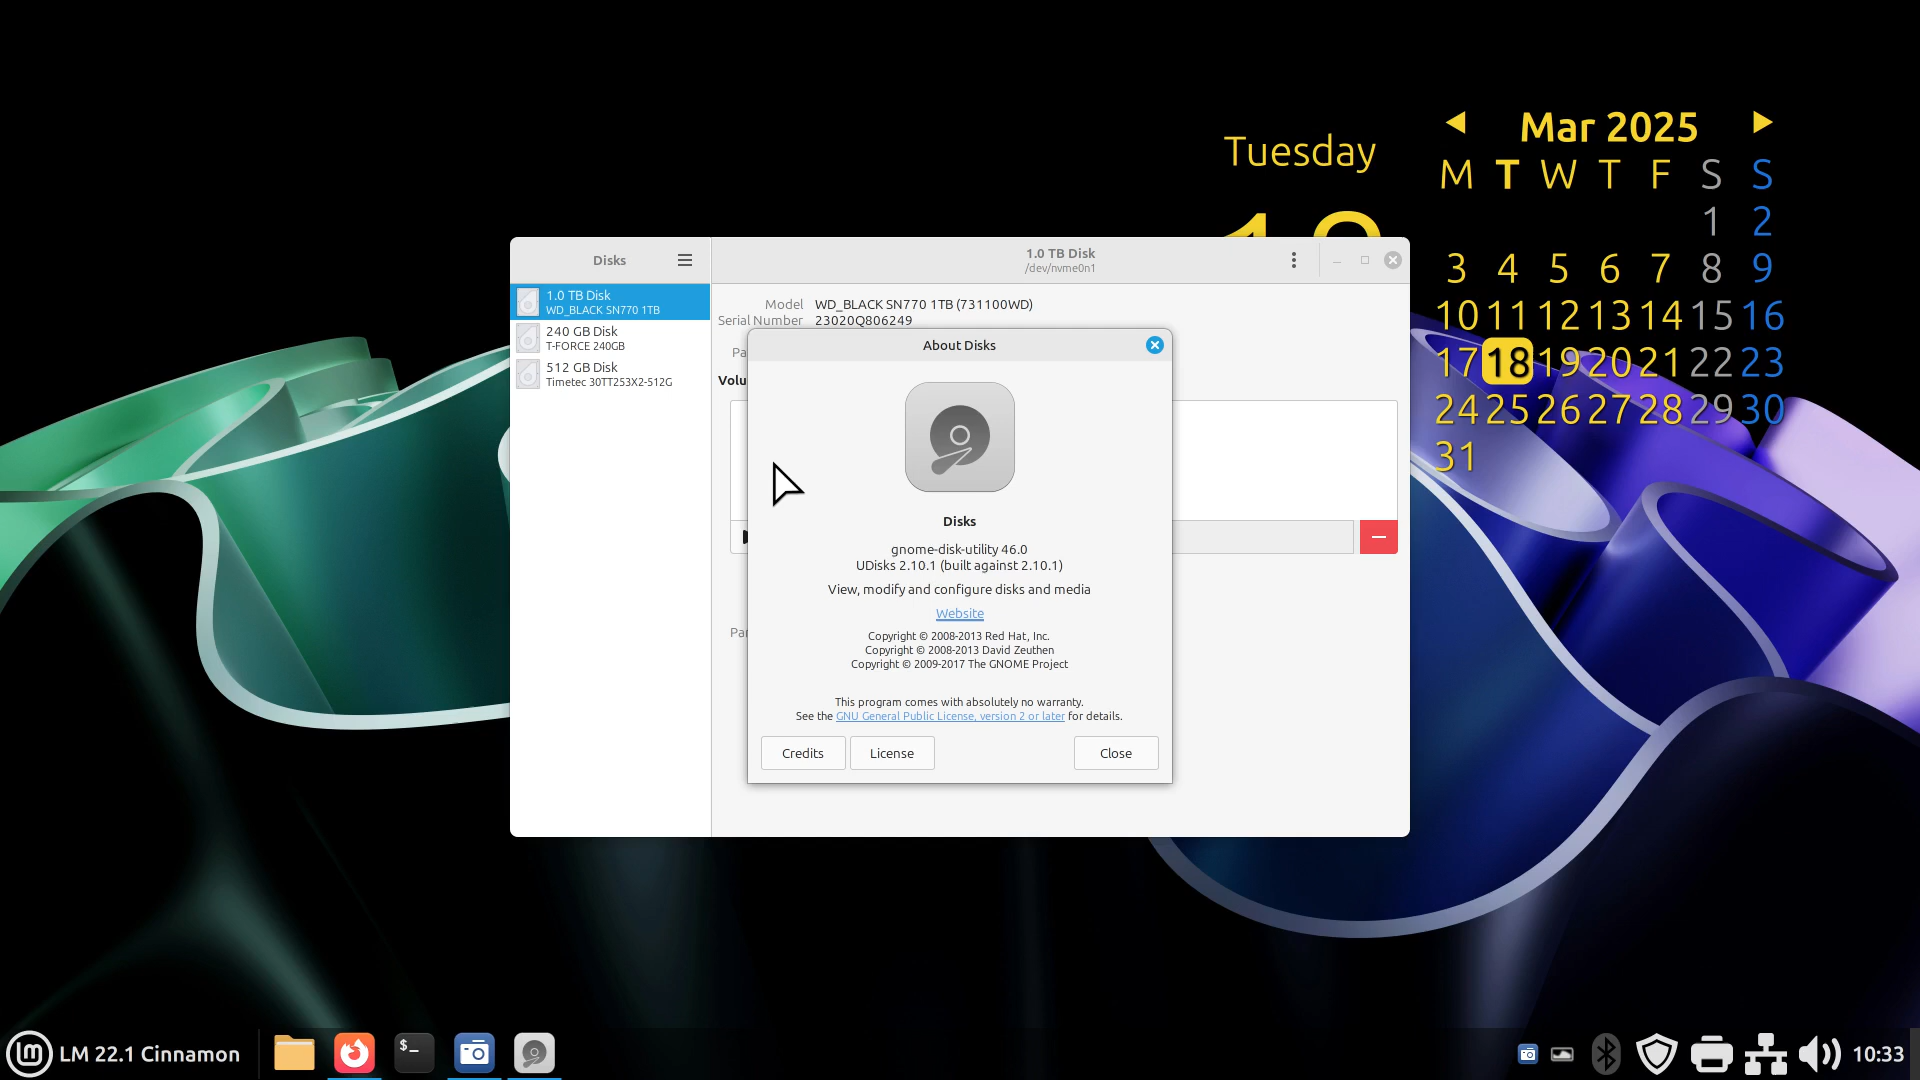 Tuesday
Mar 2025
M T W T F S S
1 2
3 4 5 6 7 8 9
10 11 12 13 14 15 16
17 18 19 20 21 22 23
24 25 26 27 28 29 30
31
Disks
1.0 TB Disk
/dev/nvme0n1
1.0 TB Disk
WD_BLACK SN770 1TB
240 GB Disk
T-FORCE 240GB
512 GB Disk
Timetec 30TT253X2-512G
Model WD_BLACK SN770 1TB (731100WD)
Serial Number 23020Q806249
Pa
Volu
Par
About Disks
Disks
gnome-disk-utility 46.0
UDisks 2.10.1 (built against 2.10.1)
View, modify and configure disks and media
Website
Copyright © 2008-2013 Red Hat, Inc.
Copyright © 2008-2013 David Zeuthen
Copyright © 2009-2017 The GNOME Project
This program comes with absolutely no warranty.
See the GNU General Public License, version 2 or later for details.
Credits
License
Close
LM 22.1 Cinnamon
$_
10:33